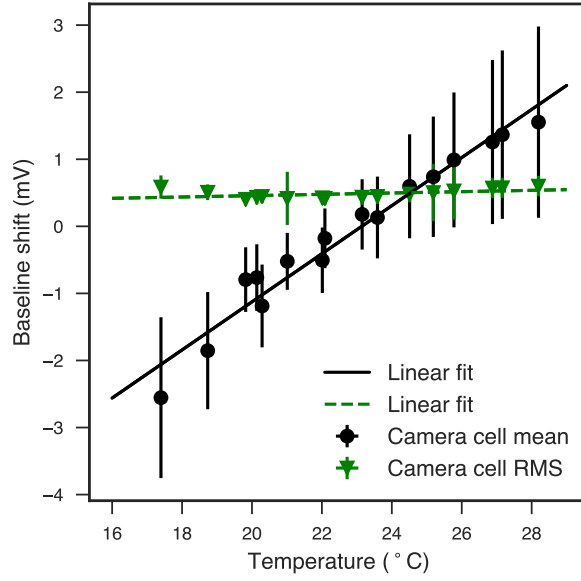 3
2
1
0
−1
−2
−3
−4
Baseline shift (mV)
Linear fit
Linear fit
Camera cell mean
Camera cell RMS
16 18 20 22 24 26 28
Temperature (°C)